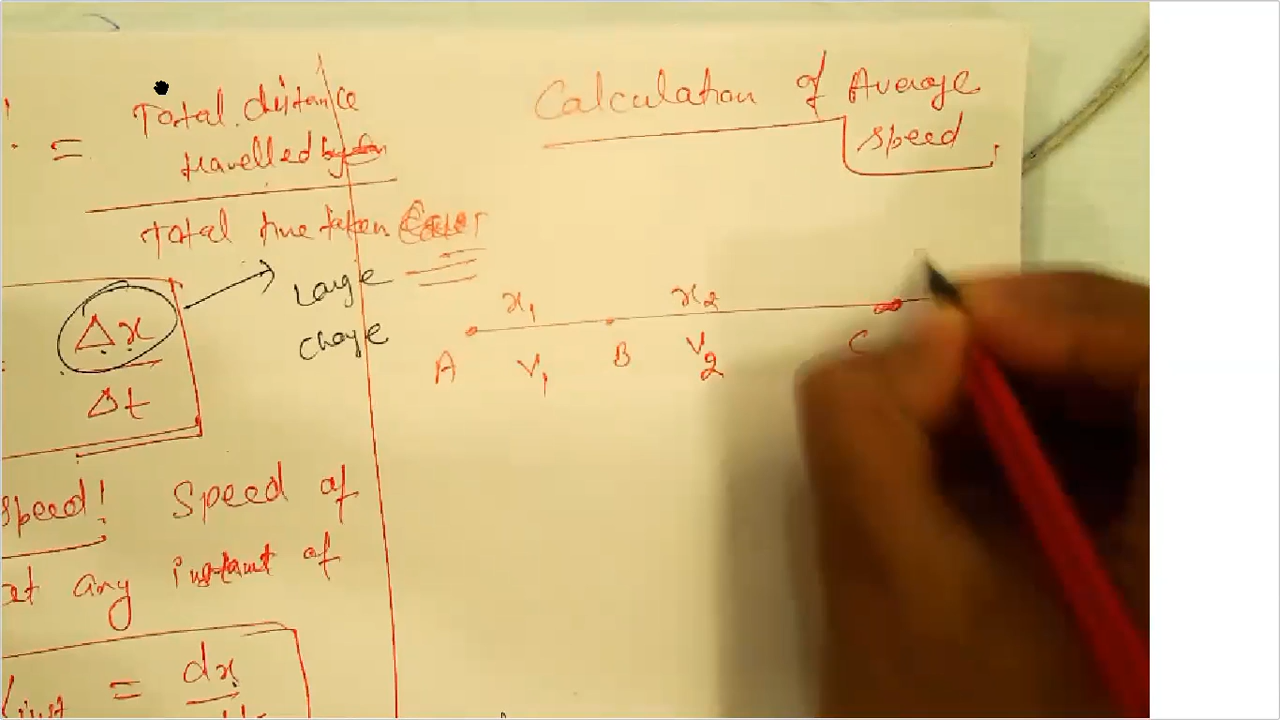 = Total distance
travelled
Total time taken
Large
Change
Δx
Δt
speed! Speed of
at any instant of
= dx
Calculation of Average
speed
x1 x2
A V1 B V2 C